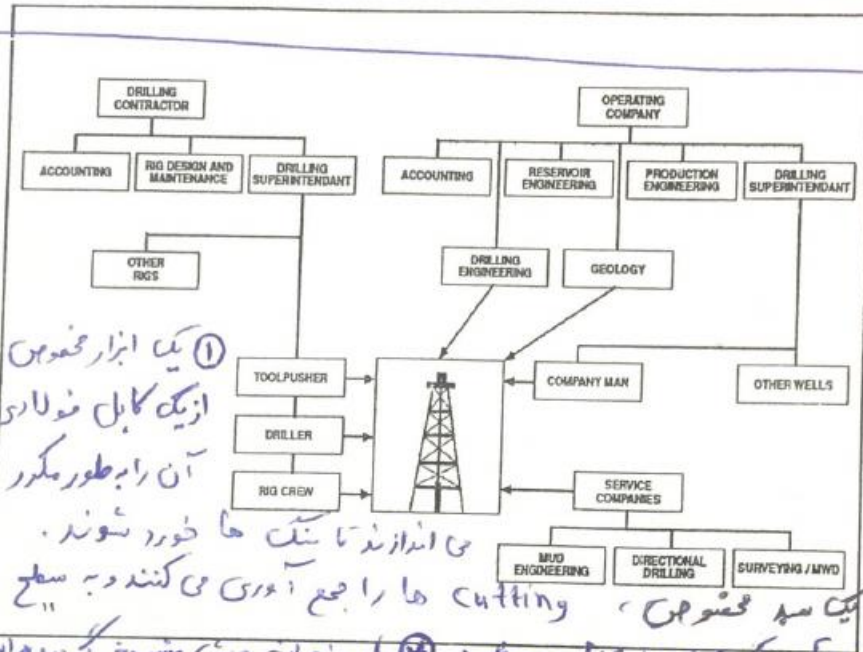 DRILLING
CONTRACTOR
OPERATING
COMPANY
ACCOUNTING
RIG DESIGN AND
MAINTENANCE
DRILLING
SUPERINTENDANT
ACCOUNTING
RESERVOIR
ENGINEERING
PRODUCTION
ENGINEERING
DRILLING
SUPERINTENDANT
OTHER
RIGS
DRILLING
ENGINEERING
GEOLOGY
TOOLPUSHER
COMPANY MAN
OTHER WELLS
DRILLER
RIG CREW
SERVICE
COMPANIES
MUD
ENGINEERING
DIRECTIONAL
DRILLING
SURVEYING / MWD
① یک ابزار مخصوص
از یک کابل فولادی
آن را به طور مکرر
می اندازند تا سنگ ها خورد شوند.
یک سبد مخصوص، cutting ها را جمع آوری می کنند و به سطح